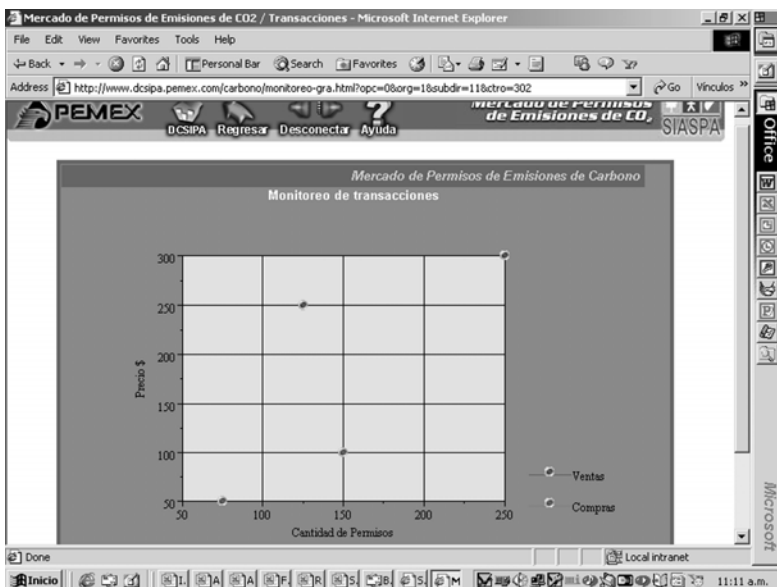 Mercado de Permisos de Emisiones de CO2 / Transacciones - Microsoft Internet Explorer
File Edit View Favorites Tools Help
Back Personal Bar Search Favorites
Address http://www.dcsipa.pemex.com/carbono/monitoreo-gra.html?opc=0&org=1&subdir=11&ctro=302 Go Vínculos »
PEMEX DCSIPA Regresar Desconectar Ayuda
Mercado de Permisos
de Emisiones de CO2
SIASPA
Mercado de Permisos de Emisiones de Carbono
Monitoreo de transacciones
300
250
200
150
100
50
Precio $
50 100 150 200 250
Cantidad de Permisos
Ventas
Compras
Done Local intranet
Inicio 11:11 a.m.
Office
Microsoft